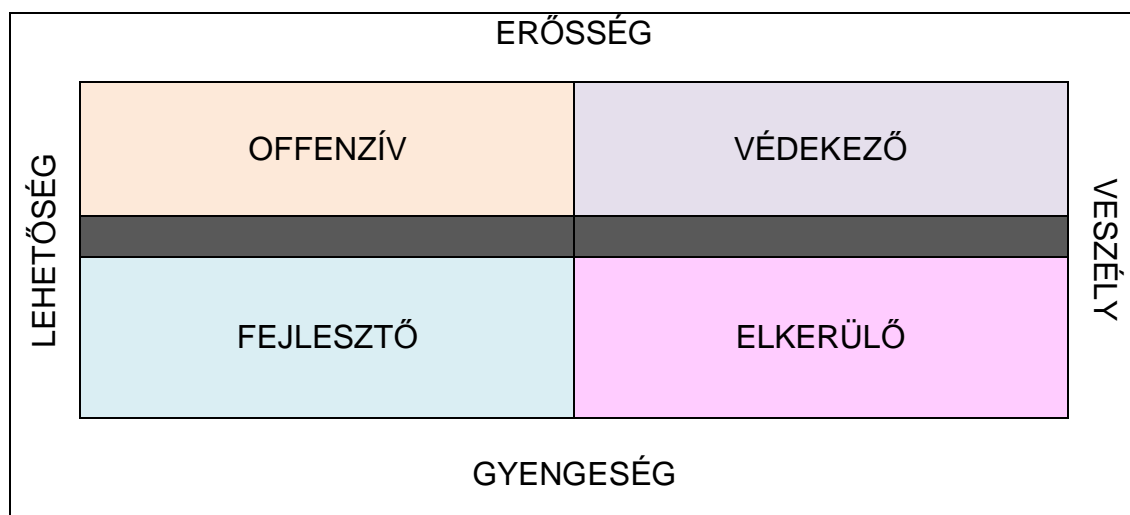 ERŐSSÉG
OFFENZÍV
VÉDEKEZŐ
LEHETŐSÉG
VESZÉLY
FEJLESZTŐ
ELKERÜLŐ
GYENGESÉG